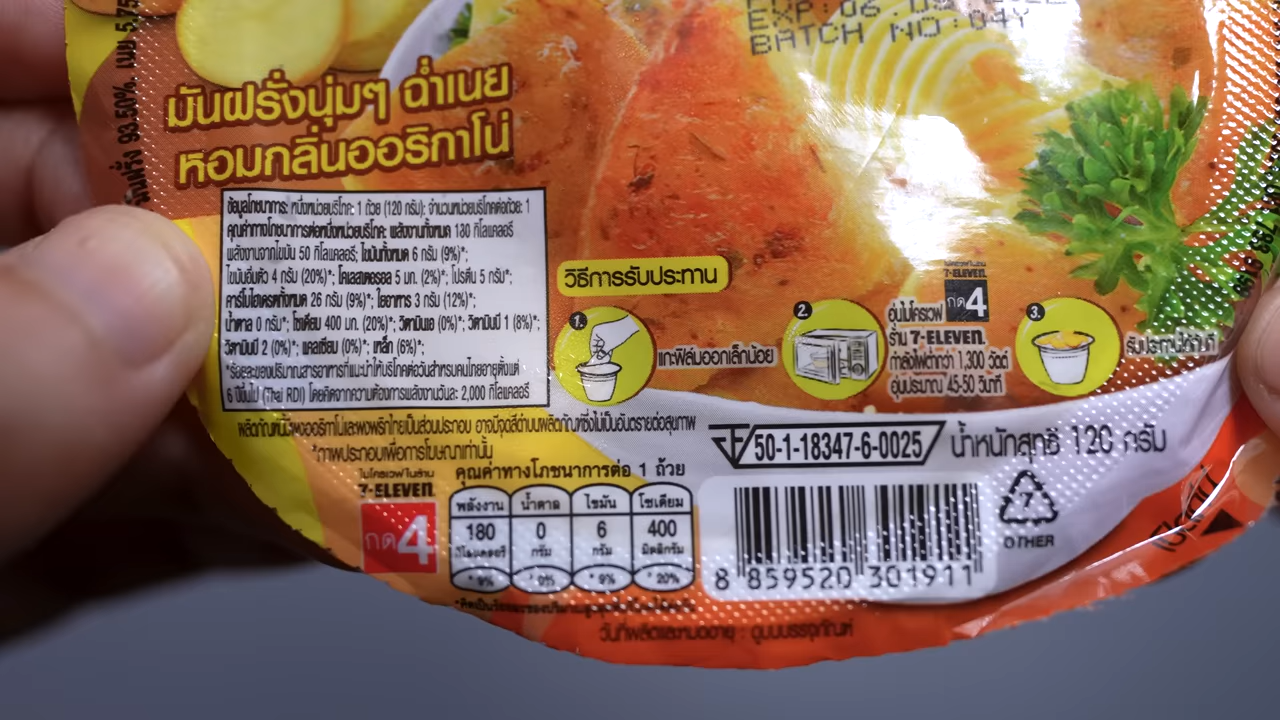 มันฝรั่ง 93.50% เนย 5.75
EXP: 06
BATCH NO: 04Y
มันฝรั่งนุ่มๆ ฉ่ำเนย
หอมกลิ่นออริกาโน่
ข้อมูลโภชนาการ: หนึ่งหน่วยบริโภค: 1 ถ้วย (120 กรัม); จำนวนหน่วยบริโภคต่อถ้วย: 1
คุณค่าทางโภชนาการต่อหนึ่งหน่วยบริโภค: พลังงานทั้งหมด 180 กิโลแคลอรี
พลังงานจากไขมัน 50 กิโลแคลอรี; ไขมันทั้งหมด 6 กรัม (9%)*;
ไขมันอิ่มตัว 4 กรัม (20%)*; โคเลสเตอรอล 5 มก. (2%)*; โปรตีน 5 กรัม*;
คาร์โบไฮเดรตทั้งหมด 26 กรัม (9%)*; ใยอาหาร 3 กรัม (12%)*;
น้ำตาล 0 กรัม*; โซเดียม 400 มก. (20%)*; วิตามินเอ (0%)*; วิตามินบี 1 (8%)*;
วิตามินบี 2 (0%)*; แคลเซียม (0%)*; เหล็ก (6%)*;
*ร้อยละของปริมาณสารอาหารที่แนะนำให้บริโภคต่อวันสำหรับคนไทยอายุตั้งแต่
6 ปีขึ้นไป (Thai RDI) โดยคิดจากความต้องการพลังงานวันละ 2,000 กิโลแคลอรี
วิธีการรับประทาน
1.
แกะฟิล์มออกเล็กน้อย
2.
7-ELEVEN.
อุ่นไมโครเวฟ กด4
ร้าน 7-ELEVEN.
กำลังไฟต่ำกว่า 1,300 วัตต์
อุ่นประมาณ 45-50 วินาที
3.
รับประทานได้ทันที
ผลิตภัณฑ์นี้มีผงออริกาโน่และผงพริกไทยเป็นส่วนประกอบ อาจมีจุดสีดำบนผลิตภัณฑ์ซึ่งไม่เป็นอันตรายต่อสุขภาพ
*ภาพประกอบเพื่อการโฆษณาเท่านั้น
ไมโครเวฟในร้าน
7-ELEVEN
กด4
คุณค่าทางโภชนาการต่อ 1 ถ้วย
พลังงาน น้ำตาล ไขมัน โซเดียม
180 0 6 400
กิโลแคลอรี กรัม กรัม มิลลิกรัม
* 9% * 0% * 9% * 20%
50-1-18347-6-0025
น้ำหนักสุทธิ 120 กรัม
8 859520 301911
7
OTHER
วันที่ผลิตและหมดอายุ : ดูบนบรรจุภัณฑ์